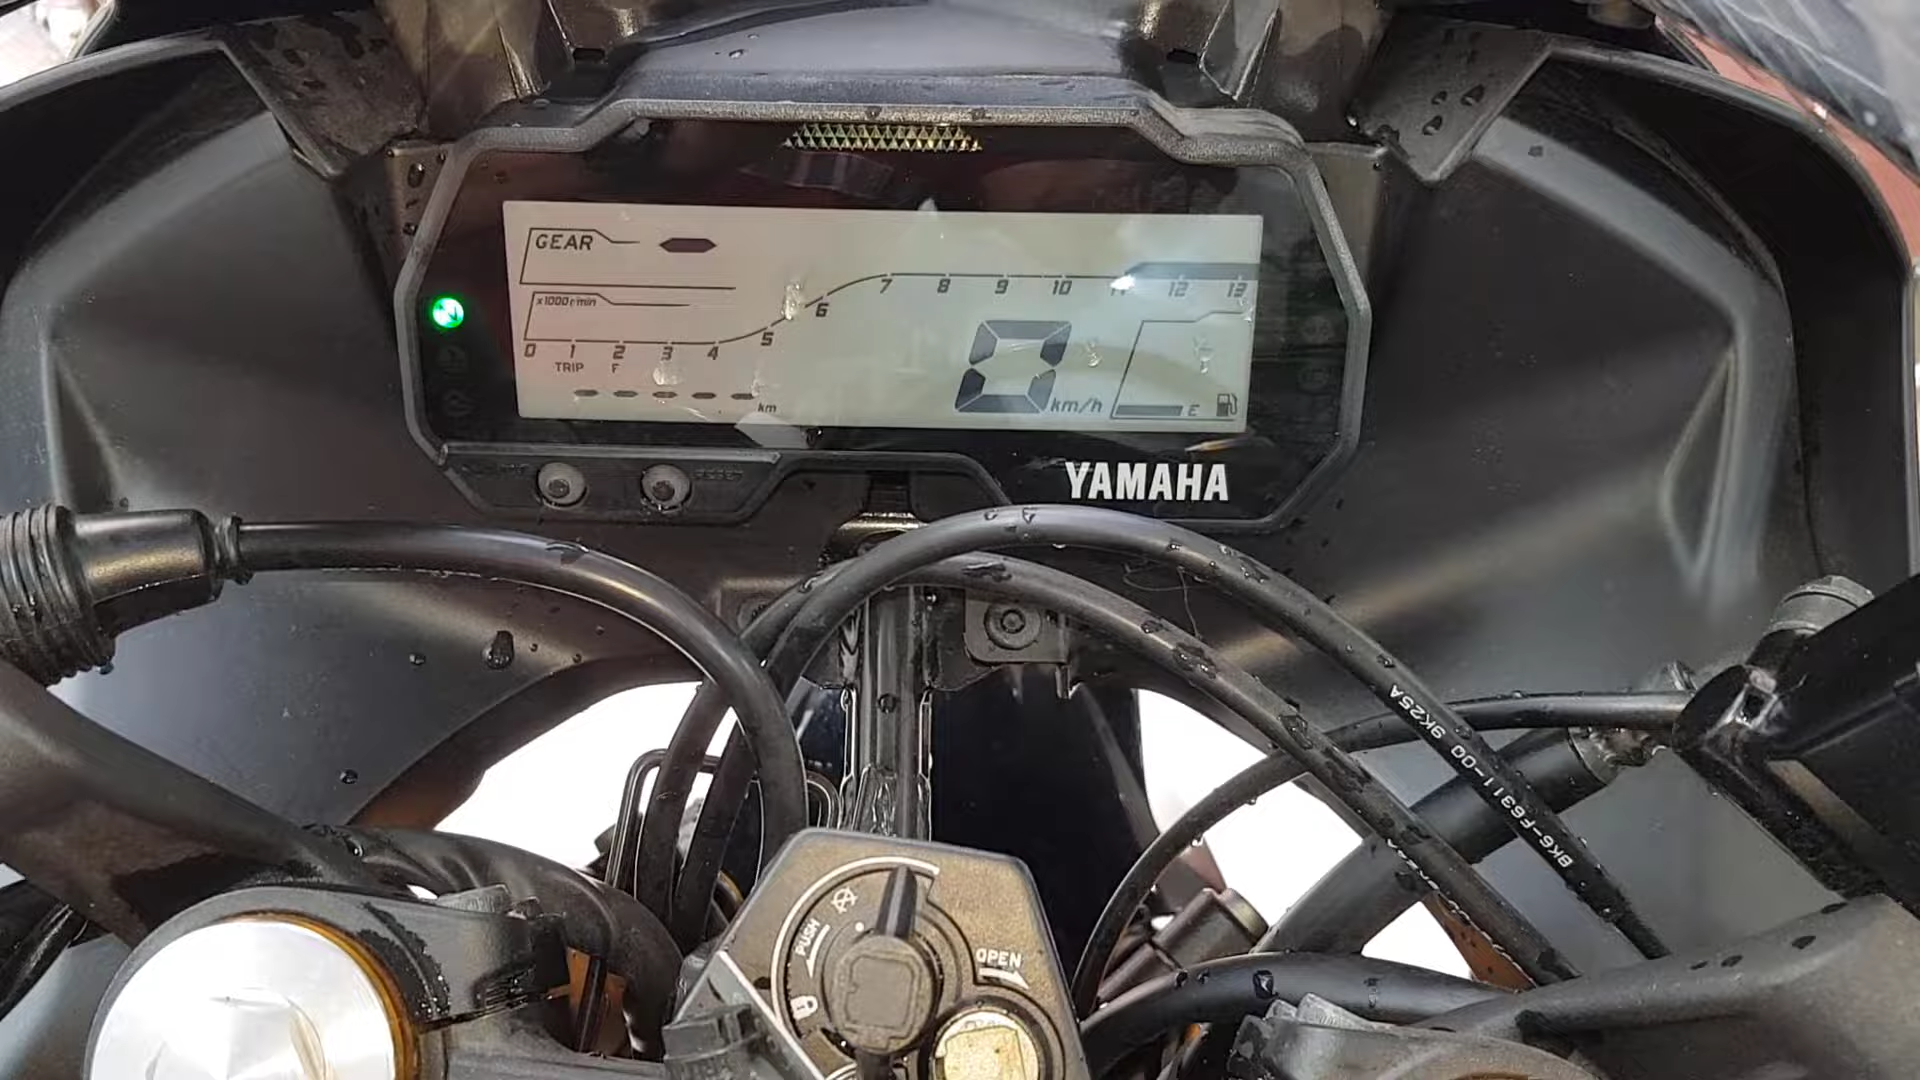 GEAR
x1000 r/min
0 1 2 3 4 5 6 7 8 9 10 11 12 13
TRIP F
- - - - - km
0 km/h
E
N
YAMAHA
BK6-F6311-00 9K25A
PUSH
OPEN